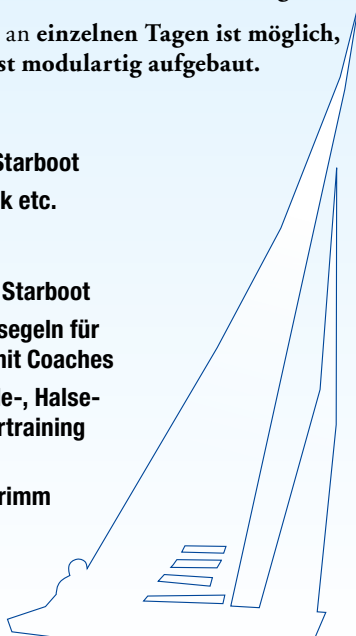 an einzelnen Tagen ist möglich,
st modulartig aufgebaut.
Starboot
k etc.
Starboot
segeln für
mit Coaches
e-, Halse-
rtraining
rimm